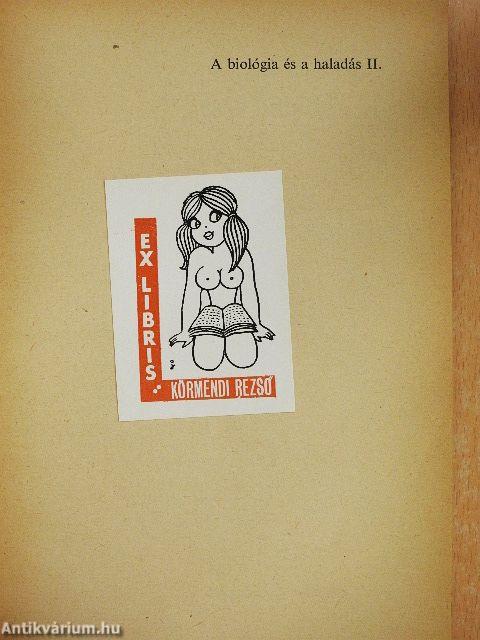 A biológia és a haladás II.
EX LIBRIS
KÖRMENDI REZSŐ
Antikvárium.hu